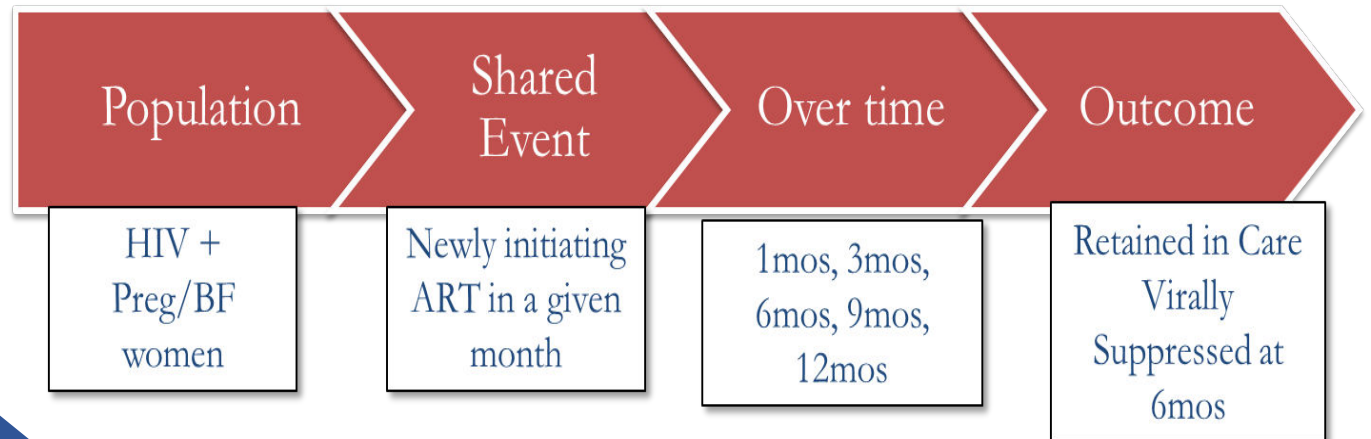 Population
Shared
Event
Over time
Outcome
HIV +
Preg/BF
women
Newly initiating
ART in a given
month
1mos, 3mos,
6mos, 9mos,
12mos
Retained in Care
Virally
Suppressed at
6mos